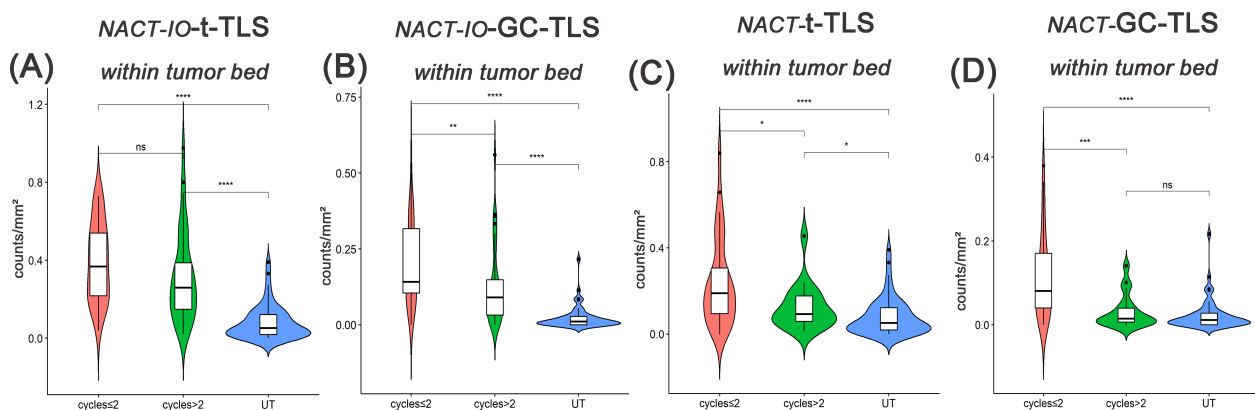 NACT-IO-t-TLS
(A)
within tumor bed
counts/mm²
1.2
0.8
0.4
0.0
****
ns
****
cycles≤2 cycles>2 UT
NACT-IO-GC-TLS
(B)
within tumor bed
counts/mm²
0.75
0.50
0.25
0.00
****
**
****
cycles≤2 cycles>2 UT
NACT-t-TLS
(C)
within tumor bed
counts/mm²
0.8
0.4
0.0
****
*
*
cycles≤2 cycles>2 UT
NACT-GC-TLS
(D)
within tumor bed
counts/mm²
0.4
0.2
0.0
****
***
ns
cycles≤2 cycles>2 UT